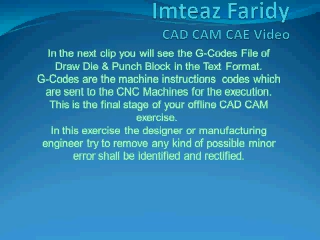 Imteaz Faridy
CAD CAM CAE Video
In the next clip you will see the G-Codes File of
Draw Die & Punch Block in the Text Format.
G-Codes are the machine instructions codes which
are sent to the CNC Machines for the execution.
This is the final stage of your offline CAD CAM
exercise.
In this exercise the designer or manufacturing
engineer try to remove any kind of possible minor
error shall be identified and rectified.